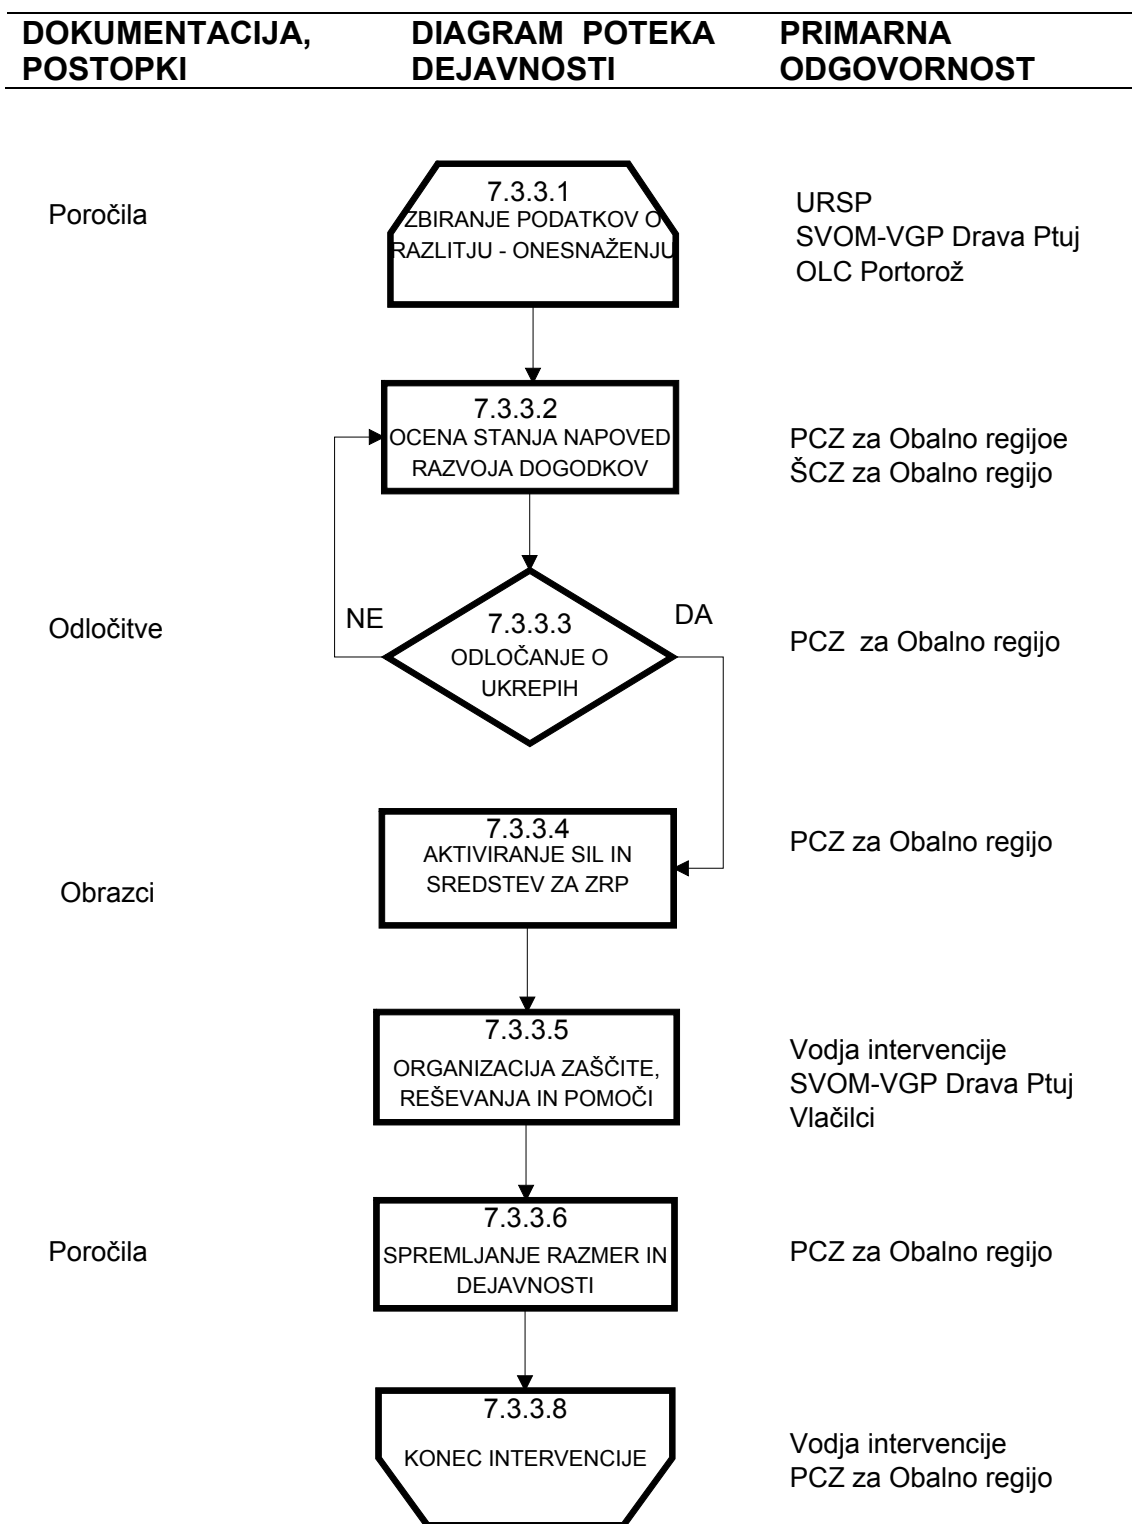 DOKUMENTACIJA,
POSTOPKI
DIAGRAM POTEKA
DEJAVNOSTI
PRIMARNA
ODGOVORNOST
Poročila
7.3.3.1
ZBIRANJE PODATKOV O
RAZLITJU - ONESNAŽENJU
URSP
SVOM-VGP Drava Ptuj
OLC Portorož
7.3.3.2
OCENA STANJA NAPOVED
RAZVOJA DOGODKOV
PCZ za Obalno regijoe
ŠCZ za Obalno regijo
Odločitve
NE
7.3.3.3
ODLOČANJE O
UKREPIH
DA
PCZ za Obalno regijo
Obrazci
7.3.3.4
AKTIVIRANJE SIL IN
SREDSTEV ZA ZRP
PCZ za Obalno regijo
7.3.3.5
ORGANIZACIJA ZAŠČITE,
REŠEVANJA IN POMOČI
Vodja intervencije
SVOM-VGP Drava Ptuj
Vlačilci
Poročila
7.3.3.6
SPREMLJANJE RAZMER IN
DEJAVNOSTI
PCZ za Obalno regijo
7.3.3.8
KONEC INTERVENCIJE
Vodja intervencije
PCZ za Obalno regijo